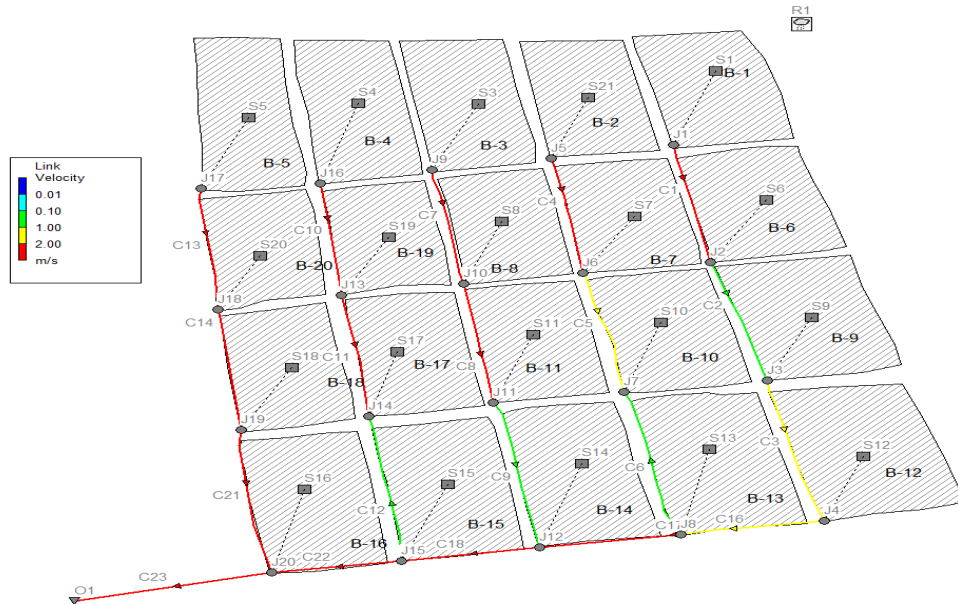 R1
S1
B-1
S21
S4
S3
S5
B-2
J1
B-3
B-4
J5
B-5
J9
Link
Velocity
0.01
0.10
1.00
2.00
m/s
J17
J16
C1
C4
S6
C7
S7
S8
C10
S19
B-6
C13
S20
B-19
B-20
B-8
B-7
J2
J6
J10
J13
C2
J18
C14
C5
S9
S10
S11
B-9
C11
S17
B-10
S18
B-17
C8
B-11
B-18
J3
J7
J11
J14
J19
C3
S13
S12
S14
C6
B-12
C9
S15
S16
C21
C12
B-13
B-14
B-15
J4
C17
C16
J8
B-16
J12
C18
J15
C22
J20
C23
O1